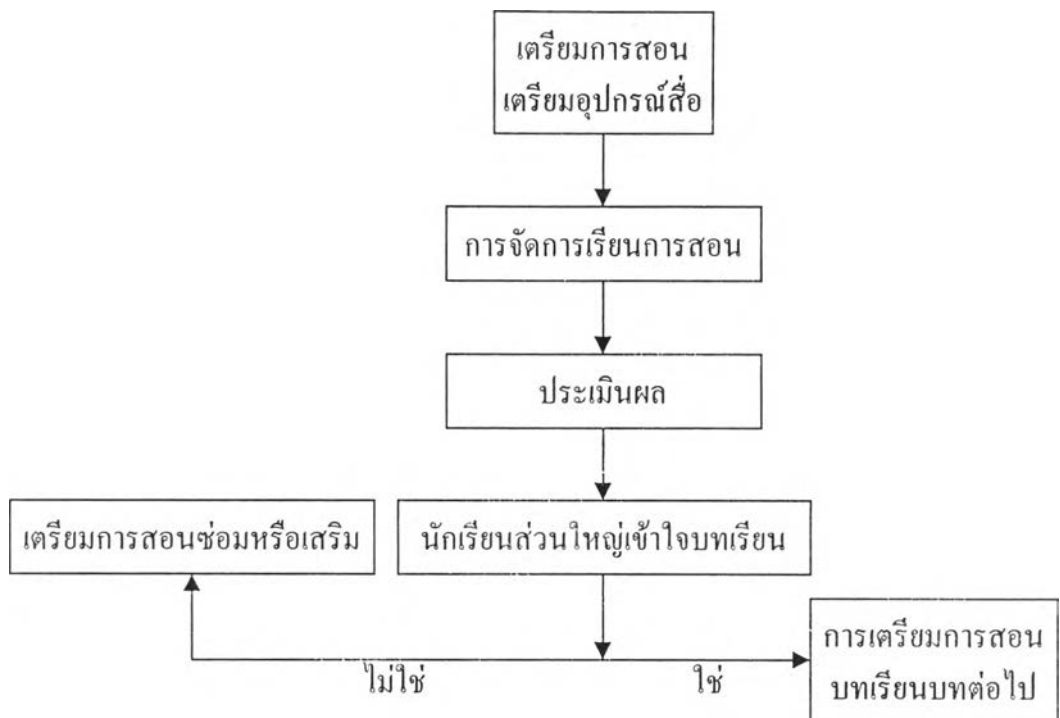 เตรียมการสอน
เตรียมอุปกรณ์สื่อ
การจัดการเรียนการสอน
ประเมินผล
เตรียมการสอนซ่อมหรือเสริม
นักเรียนส่วนใหญ่เข้าใจบทเรียน
ไม่ใช่
ใช่
การเตรียมการสอน
บทเรียนบทต่อไป